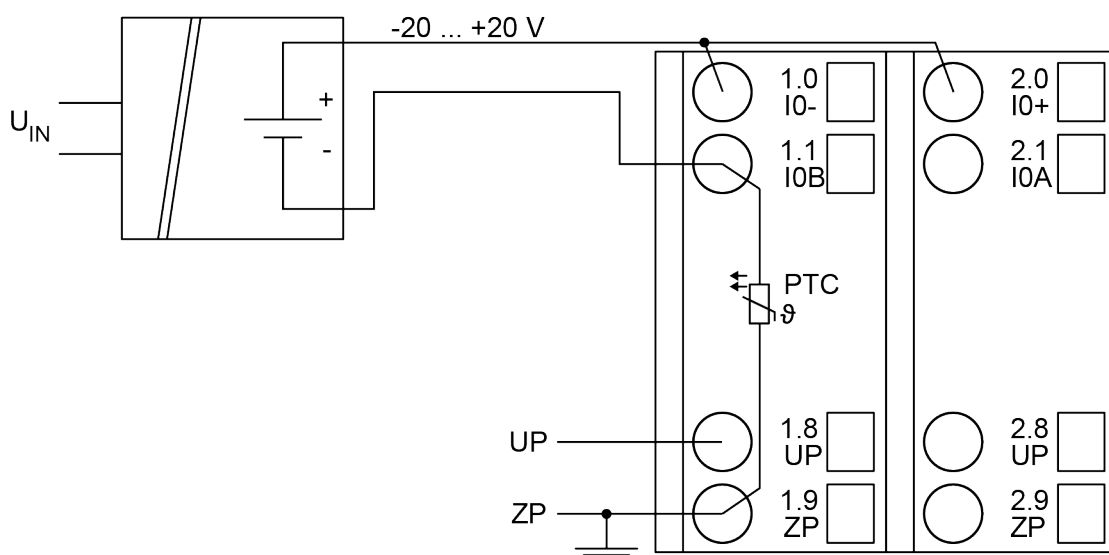 -20 ... +20 V
U_IN
+
-
1.0
I0-
2.0
I0+
1.1
I0B
2.1
I0A
PTC
ϑ
UP
1.8
UP
2.8
UP
ZP
1.9
ZP
2.9
ZP